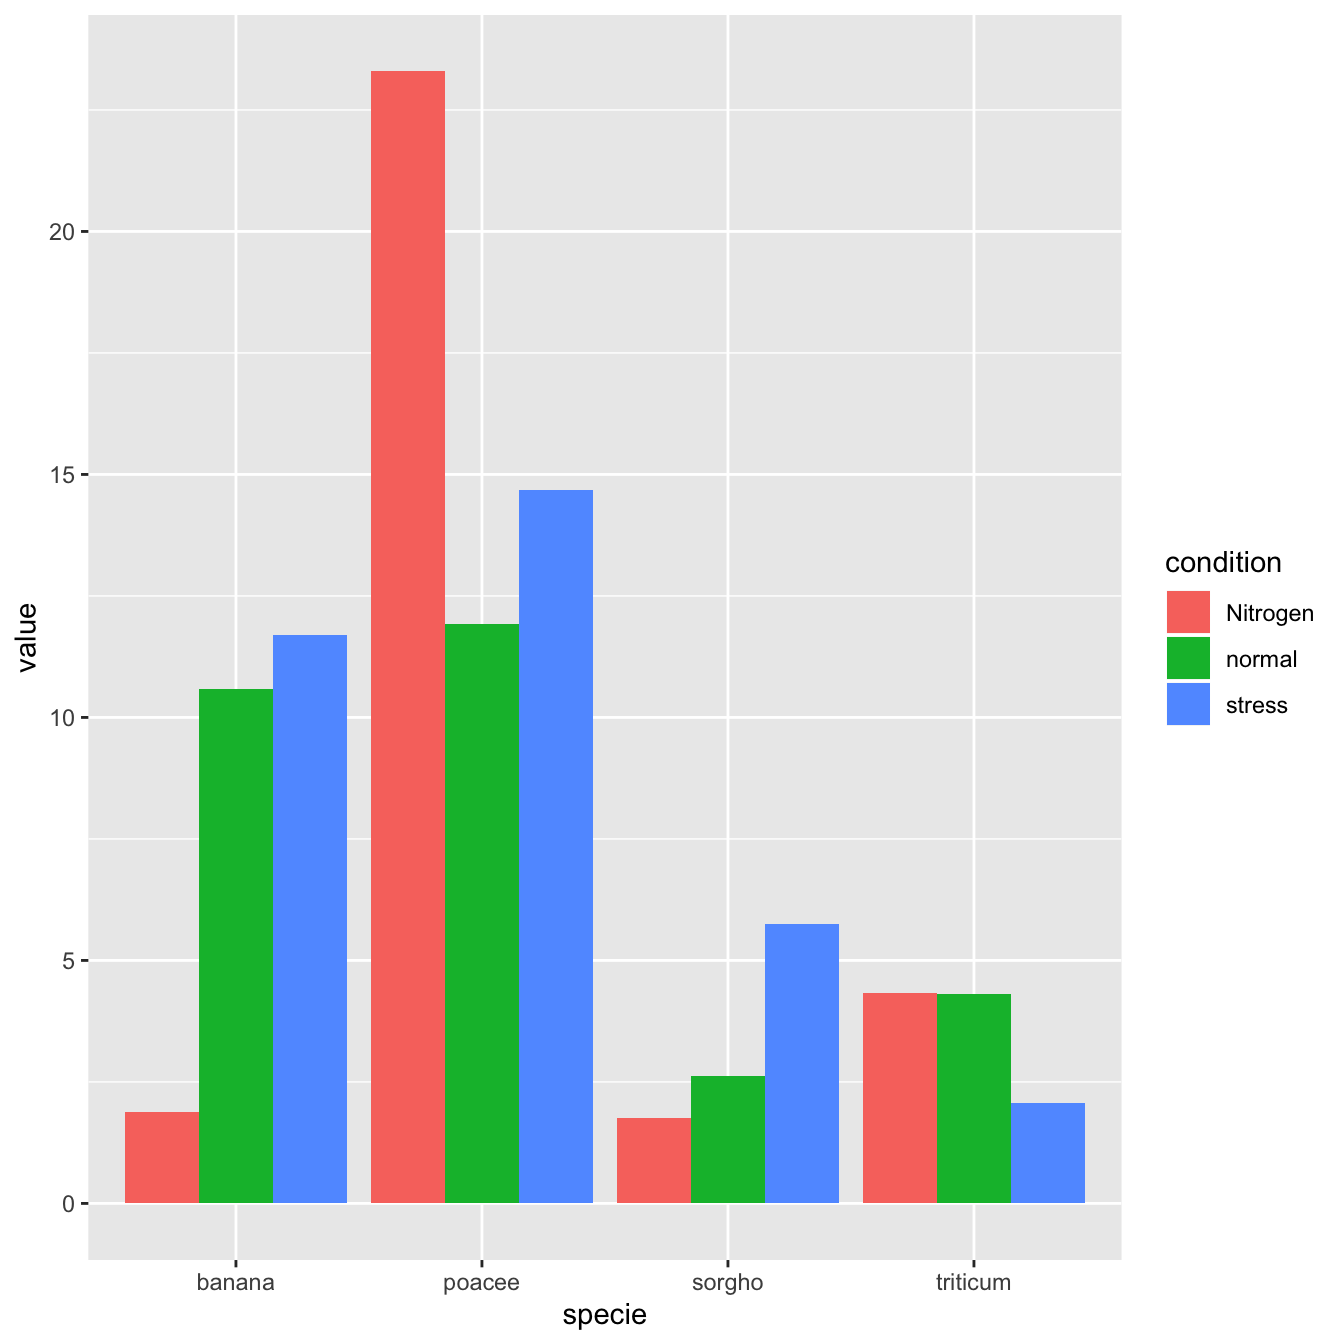 value
20
15
10
5
0
banana poacee sorgho triticum
specie
condition
Nitrogen
normal
stress